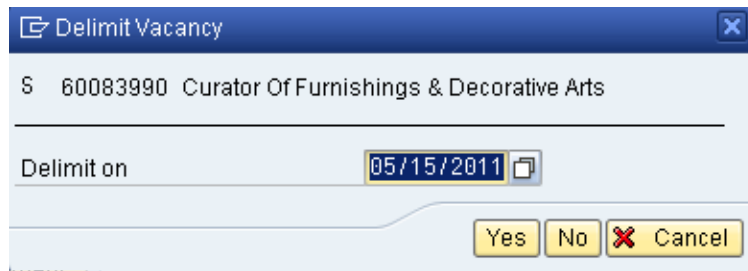 Delimit Vacancy
S 60083990 Curator Of Furnishings & Decorative Arts
Delimit on 05/15/2011
Yes No Cancel